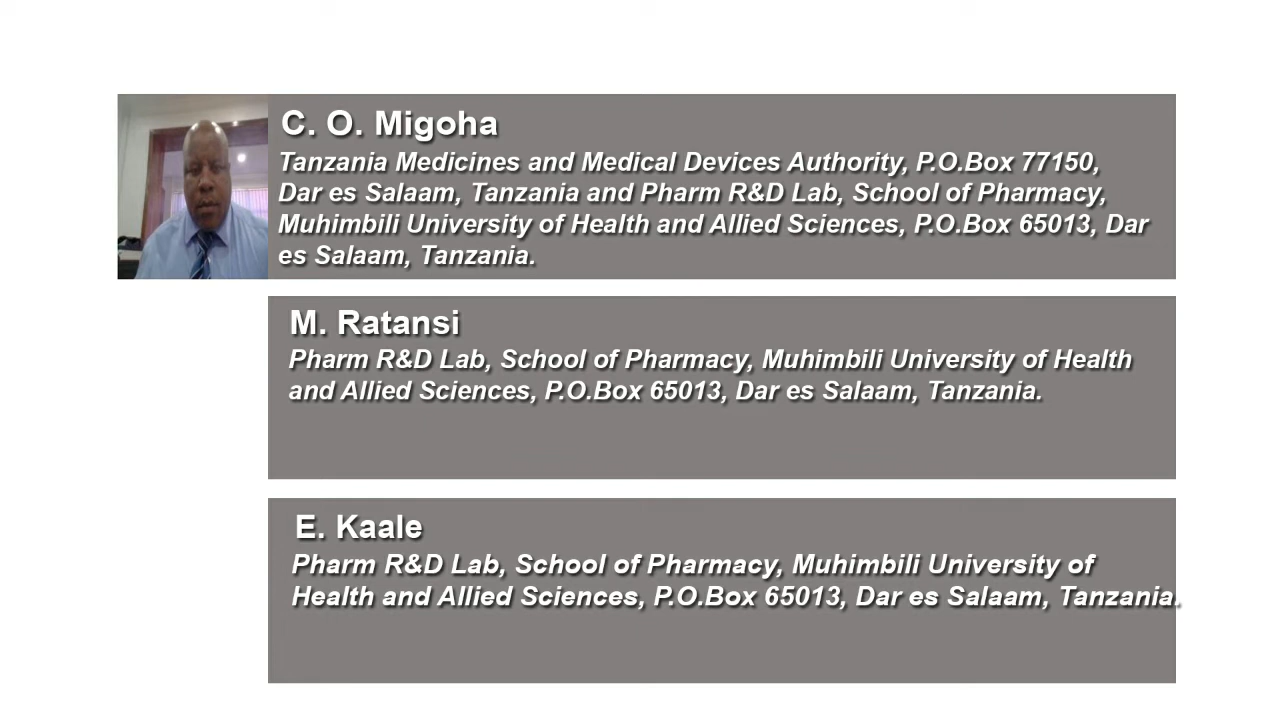 C. O. Migoha
Tanzania Medicines and Medical Devices Authority, P.O.Box 77150,
Dar es Salaam, Tanzania and Pharm R&D Lab, School of Pharmacy,
Muhimbili University of Health and Allied Sciences, P.O.Box 65013, Dar
es Salaam, Tanzania.
M. Ratansi
Pharm R&D Lab, School of Pharmacy, Muhimbili University of Health
and Allied Sciences, P.O.Box 65013, Dar es Salaam, Tanzania.
E. Kaale
Pharm R&D Lab, School of Pharmacy, Muhimbili University of
Health and Allied Sciences, P.O.Box 65013, Dar es Salaam, Tanzania.